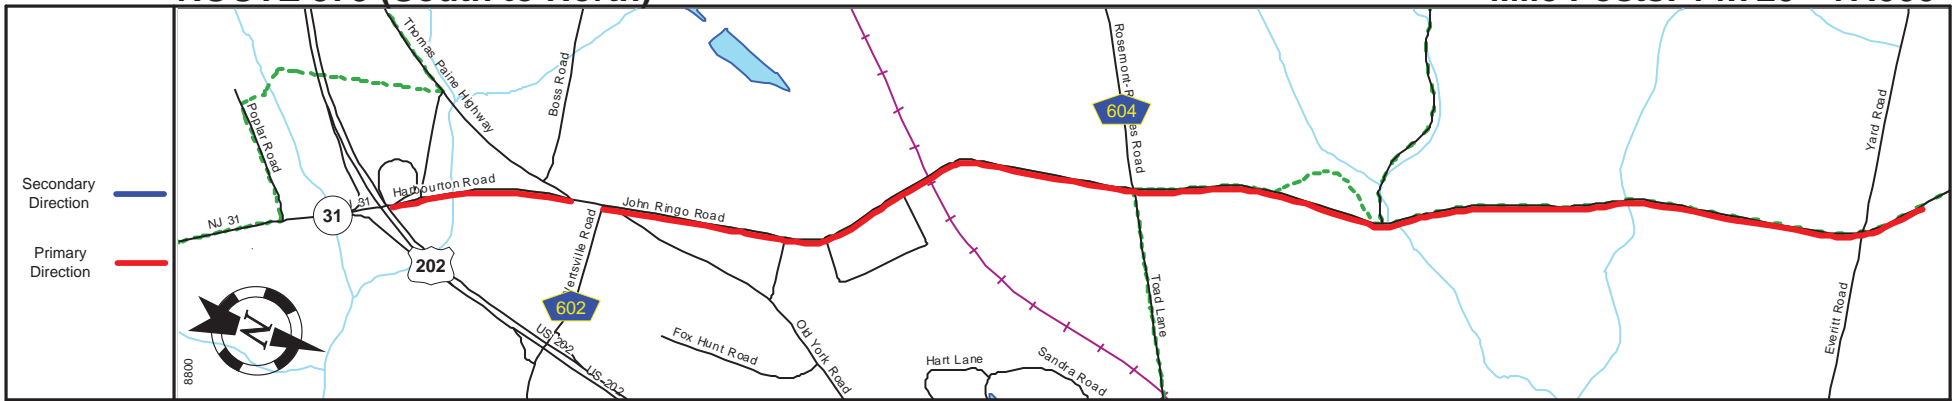 Secondary
Direction
Primary
Direction
Thomas Paine Highway
Boss Road
Poplar Road
Harbourton Road
NJ 31
31
31
202
John Ringo Road
602
US-202
US-202
Fox Hunt Road
Old York Road
Hart Lane
Sandra Road
604
Toad Lane
Yard Road
Everitt Road
N
8800